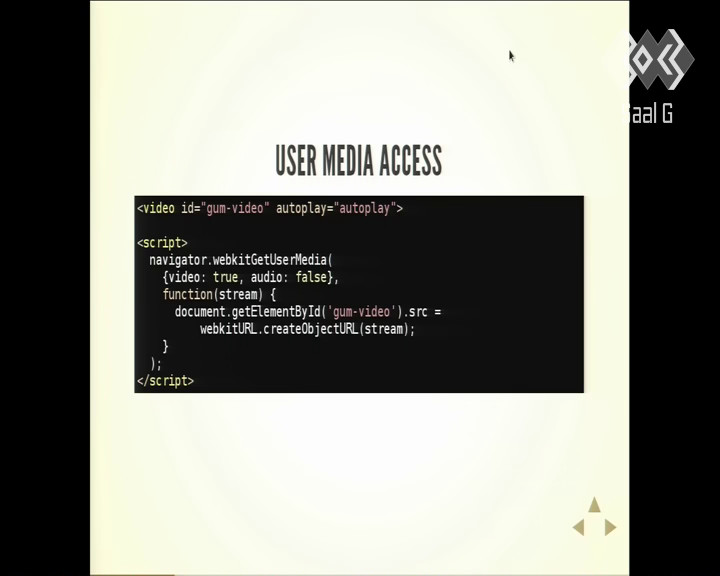 aal G
USER MEDIA ACCESS
<video id="gum-video" autoplay="autoplay">
<script>
navigator.webkitGetUserMedia(
{video: true, audio: false},
function(stream) {
document.getElementById('gum-video').src =
webkitURL.createObjectURL(stream);
}
);
</script>